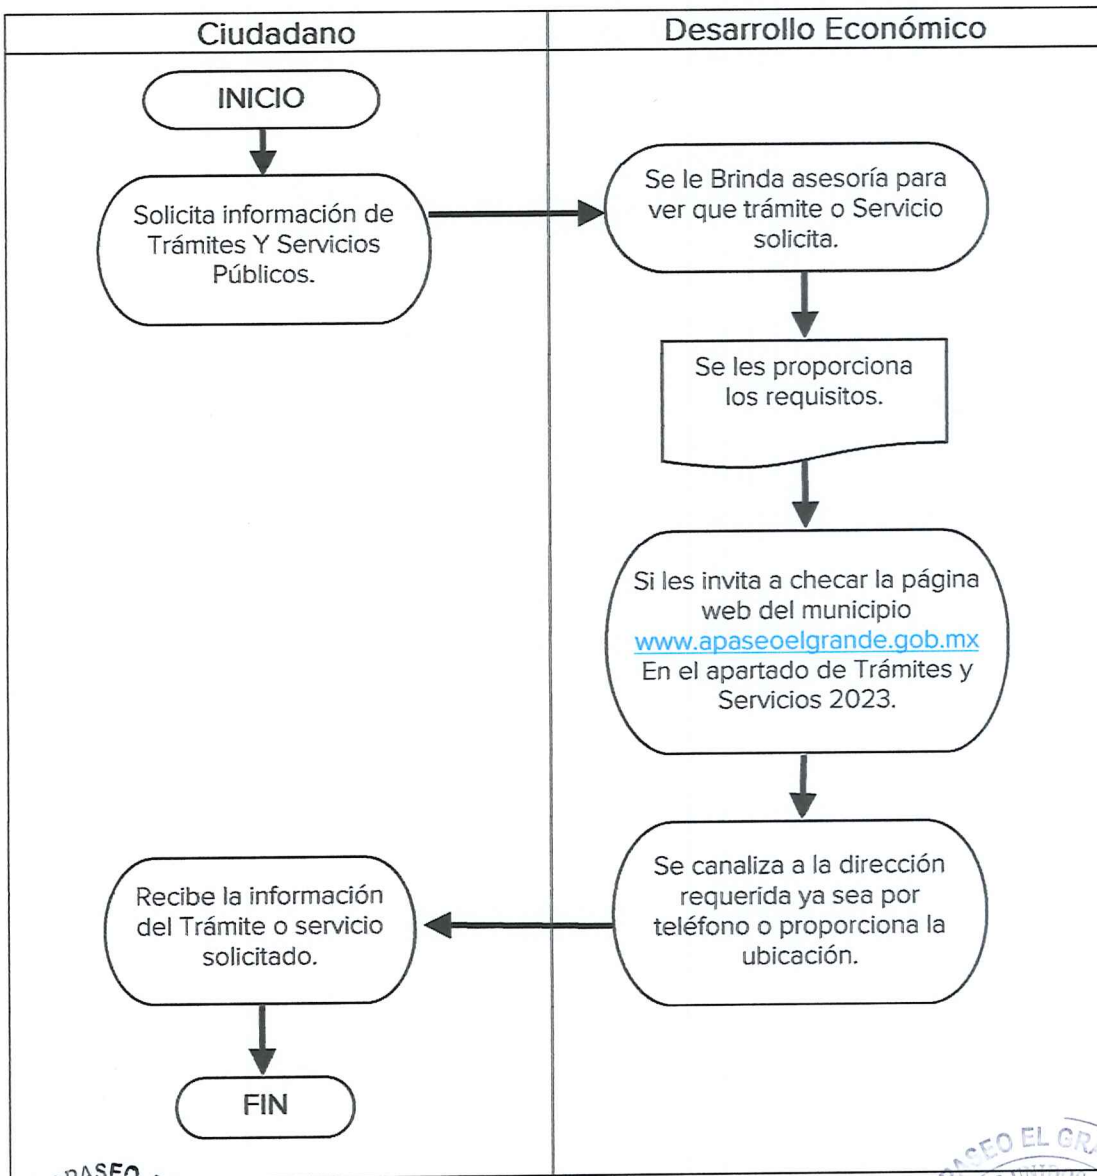 Ciudadano
Desarrollo Económico
INICIO
Solicita información de
Trámites Y Servicios
Públicos.
Se le Brinda asesoría para
ver que trámite o Servicio
solicita.
Se les proporciona
los requisitos.
Si les invita a checar la página
web del municipio
www.apaseoelgrande.gob.mx
En el apartado de Trámites y
Servicios 2023.
Se canaliza a la dirección
requerida ya sea por
teléfono o proporciona la
ubicación.
Recibe la información
del Trámite o servicio
solicitado.
FIN